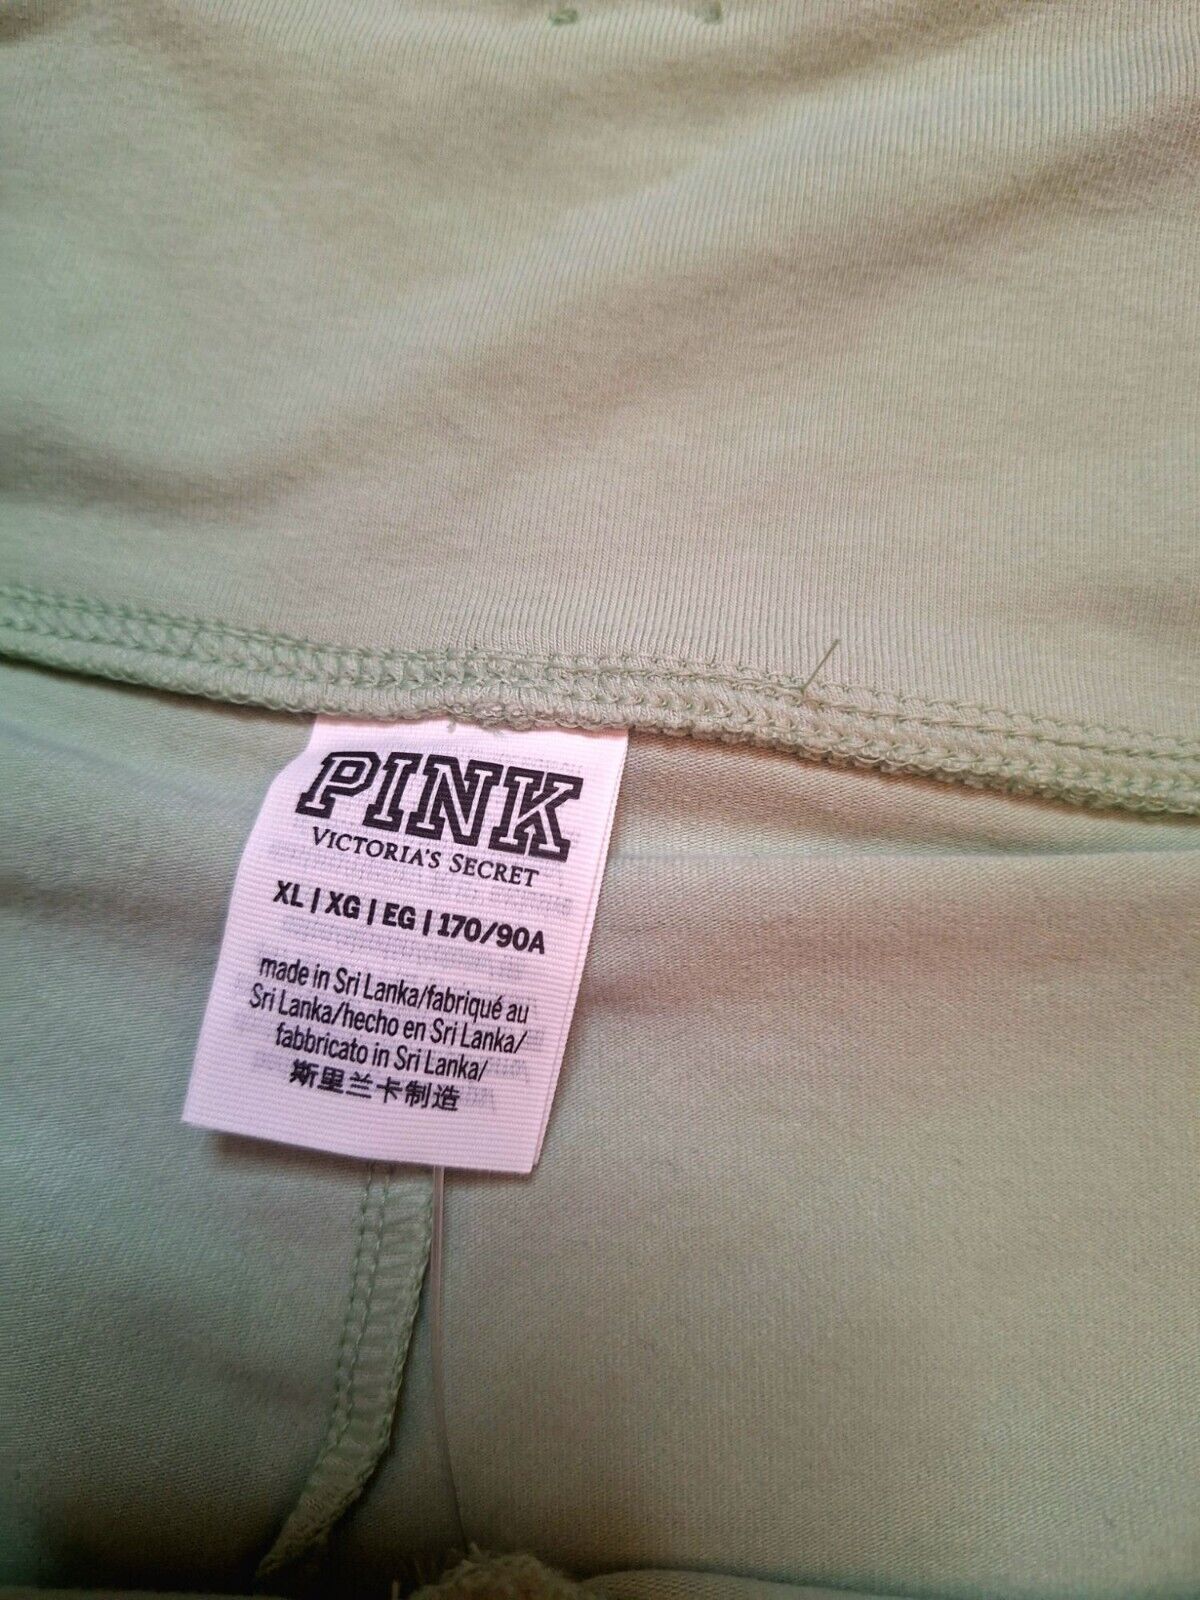 PINK
VICTORIA'S SECRET
XL | XG | EG | 170/90A
made in Sri Lanka/fabriqué au
Sri Lanka/hecho en Sri Lanka/
fabbricato in Sri Lanka/
斯里兰卡制造